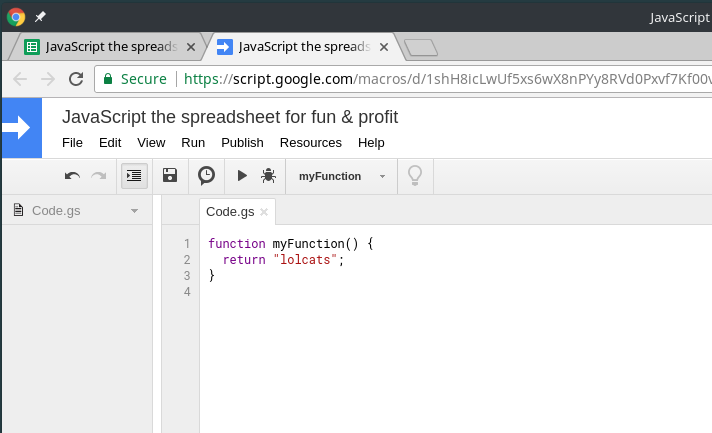 JavaScript
JavaScript the spreads
JavaScript the spreads
Secure
https://script.google.com/macros/d/1shH8icLwUf5xs6wX8nPYy8RVd0Pxvf7Kf00v
JavaScript the spreadsheet for fun & profit
File Edit View Run Publish Resources Help
myFunction
Code.gs
Code.gs
1 function myFunction() {
2 return "lolcats";
3 }
4